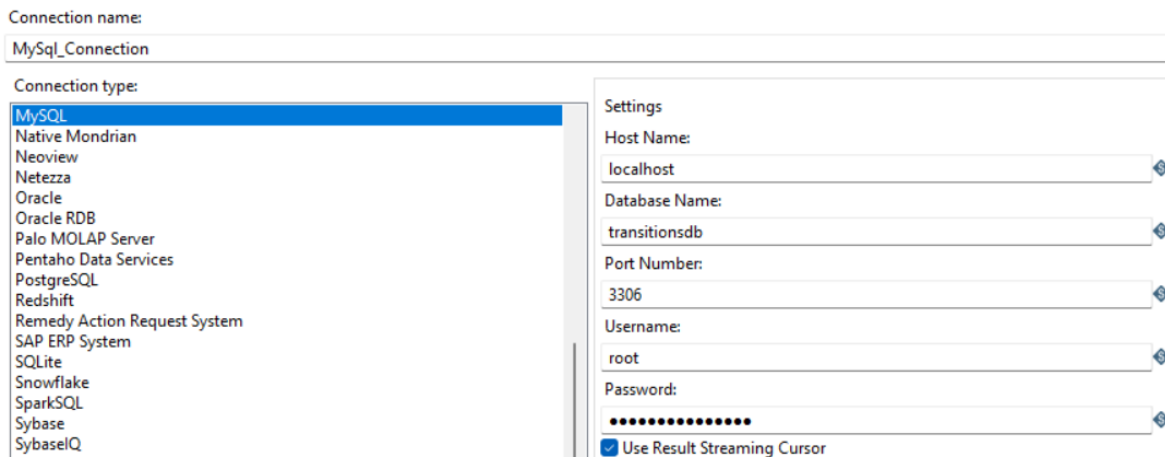 Connection name:
MySql_Connection
Connection type:
MySQL
Native Mondrian
Neoview
Netezza
Oracle
Oracle RDB
Palo MOLAP Server
Pentaho Data Services
PostgreSQL
Redshift
Remedy Action Request System
SAP ERP System
SQLite
Snowflake
SparkSQL
Sybase
SybaseIQ
Settings
Host Name:
localhost
Database Name:
transitionsdb
Port Number:
3306
Username:
root
Password:
•••••••••••••••
Use Result Streaming Cursor